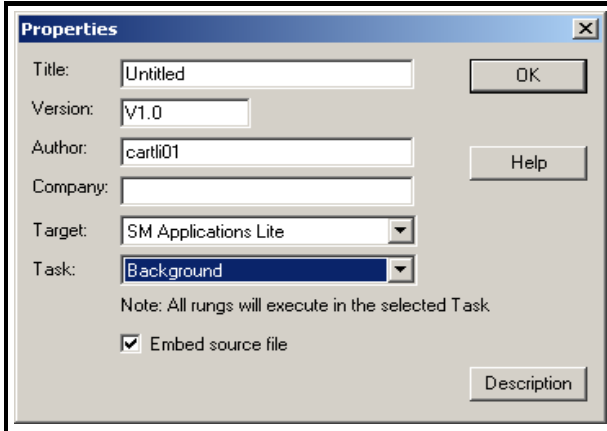 Properties
Title: Untitled
OK
Version: V1.0
Author: cartli01
Help
Company:
Target: SM Applications Lite
Task: Background
Note: All rungs will execute in the selected Task
Embed source file
Description